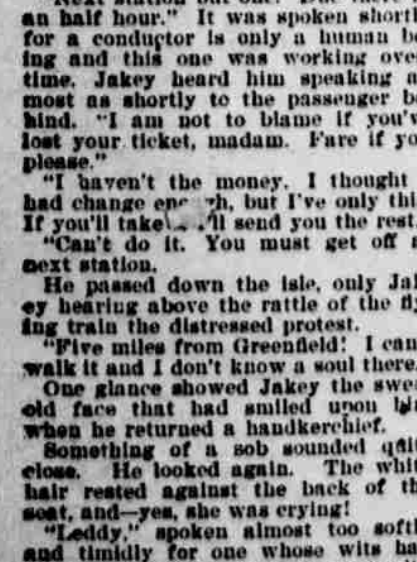 an half hour." It was spoken shortl
for a conductor is only a human b
ing and this one was working ove
time. Jakey heard him speaking a
most as shortly to the passenger b
hind. "I am not to blame if you'v
lost your ticket, madam. Fare if yo
please."
"I haven't the money. I thought
had change en h, but I've only thi
If you'll take 'll send you the rest.
"Can't do it. You must get off a
next station.
He passed down the isle, only Ja
ey hearing above the rattle of the fl
ing train the distressed protest.
"Five miles from Greenfield! I can
walk it and I don't know a soul there.
One glance showed Jakey the swe
old face that had smiled upon
when he returned a handkerchief.
Something of a sob sounded
close. He looked again. The whit
hair rested against the back of th
seat, and—yes, she was crying!
"Leddy," spoken almost too softl
and timidly for one whose wits ha